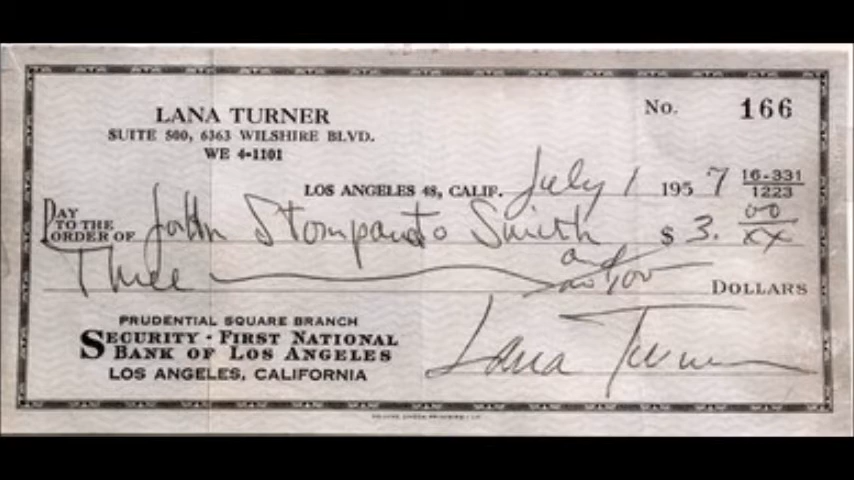 LANA TURNER
SUITE 500, 6363 WILSHIRE BLVD.
WE 4-1101
No. 166
LOS ANGELES 48, CALIF. July 1 1957
16-331
1223
PAY TO THE ORDER OF John Stompanato Smith $ 3. 00/XX
Three and no/100 DOLLARS
PRUDENTIAL SQUARE BRANCH
SECURITY - FIRST NATIONAL
BANK OF LOS ANGELES
LOS ANGELES, CALIFORNIA
Lana Turner